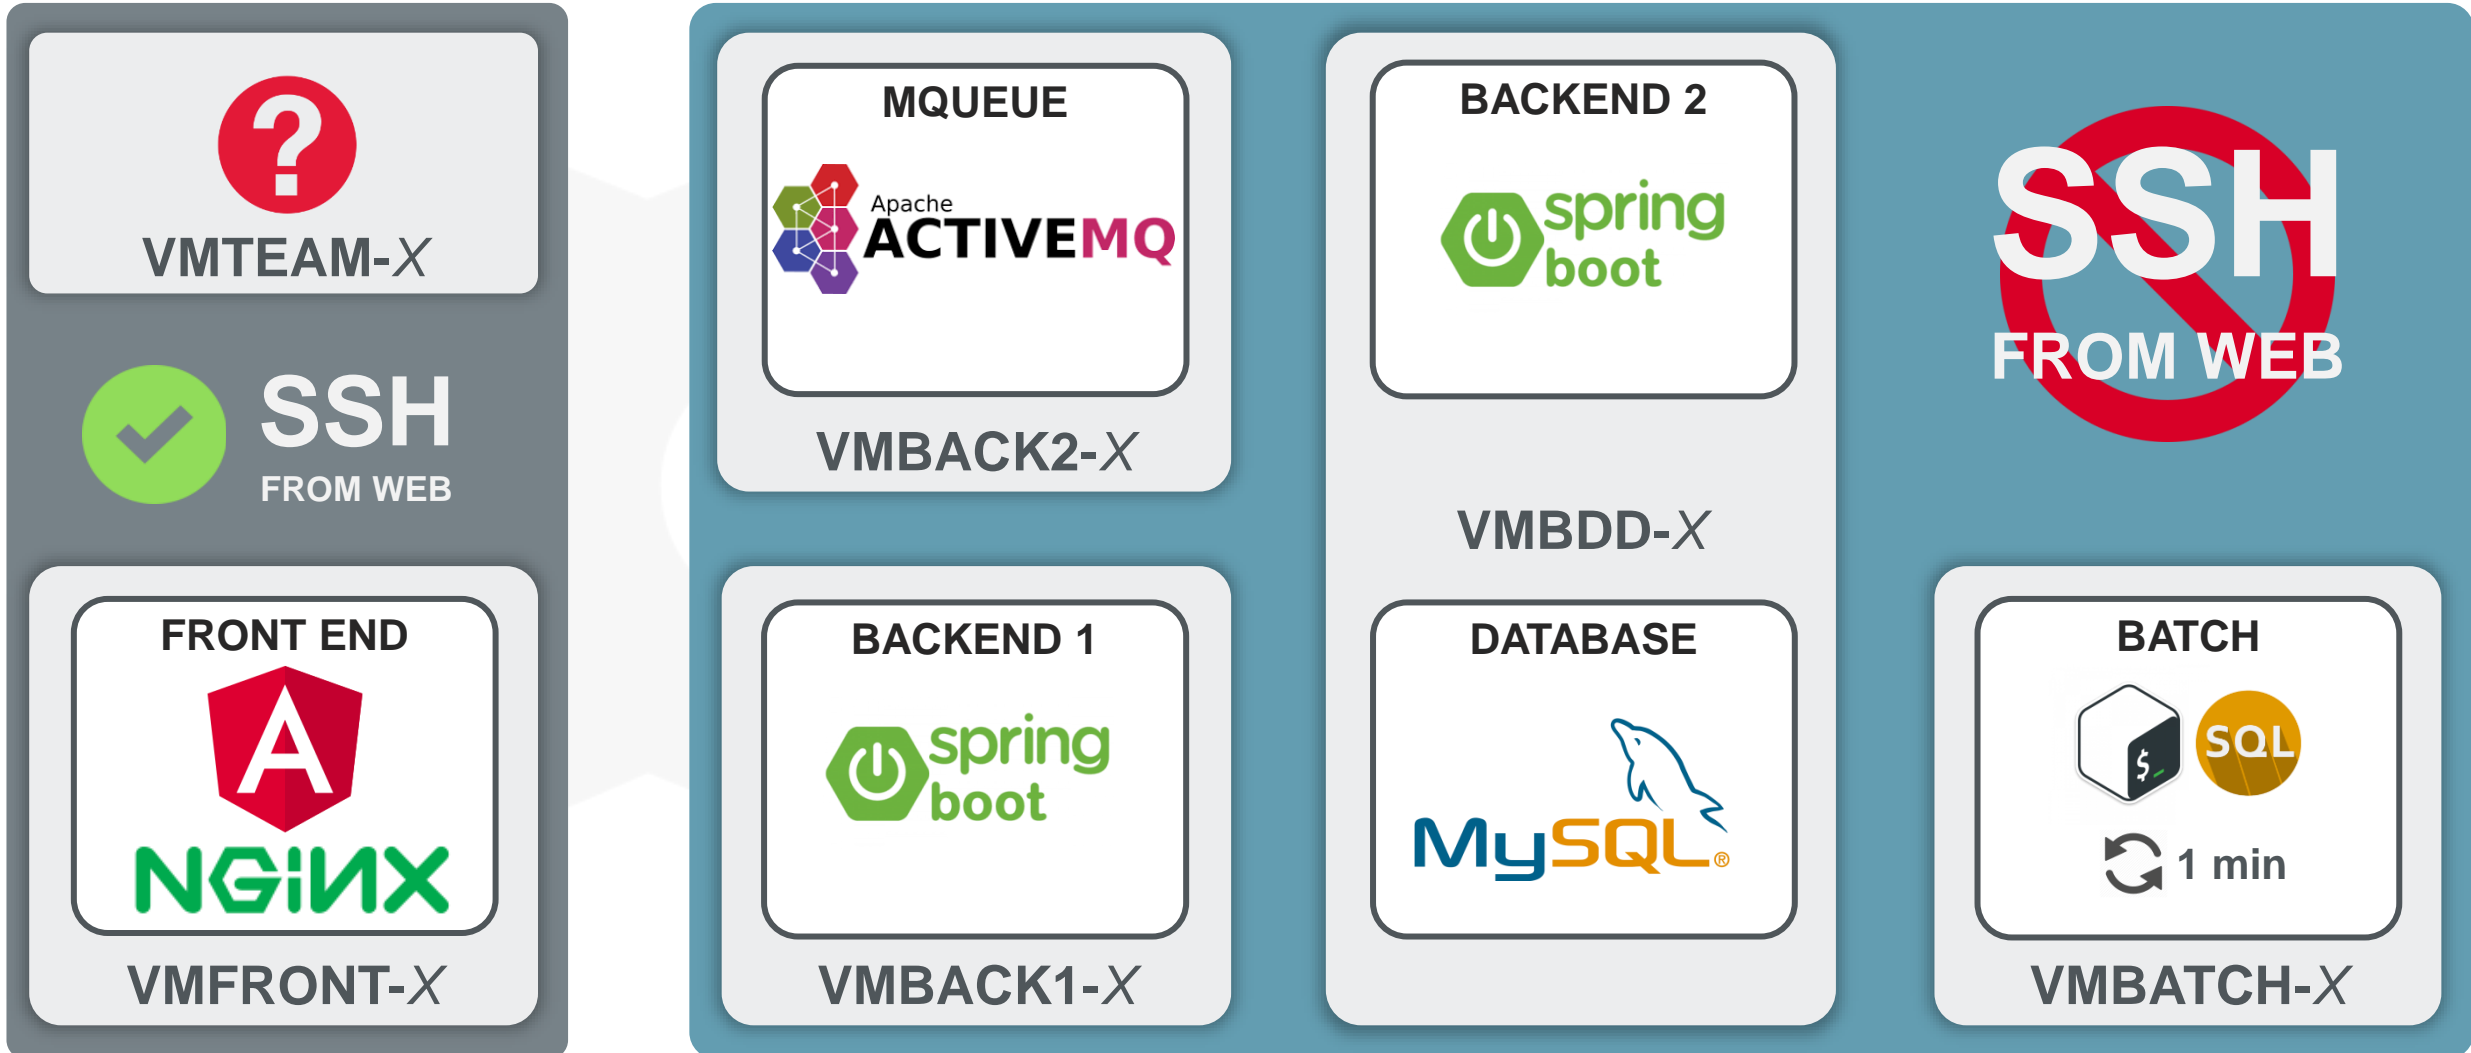 ?
VMTEAM-X
SSH
FROM WEB
FRONT END
A
NGINX
VMFRONT-X
MQUEUE
Apache
ACTIVEMQ
VMBACK2-X
BACKEND 1
spring
boot
VMBACK1-X
BACKEND 2
spring
boot
VMBDD-X
DATABASE
MySQL®
SSH
FROM WEB
BATCH
$_
SQL
1 min
VMBATCH-X